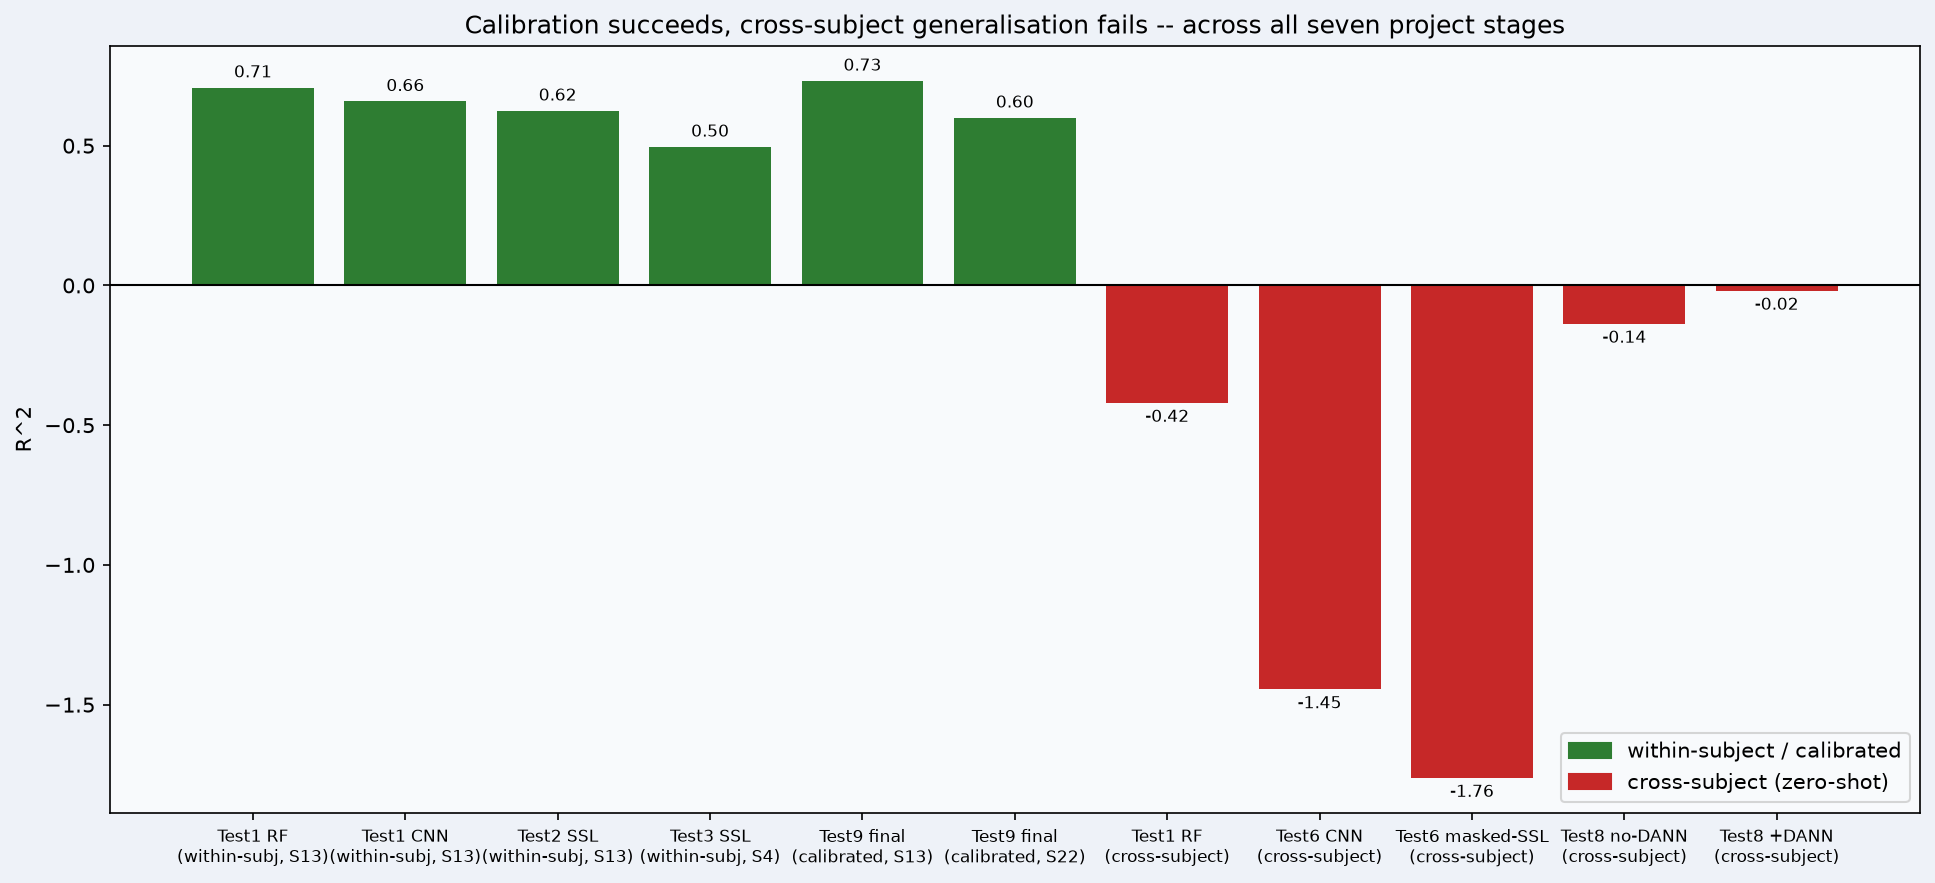 Calibration succeeds, cross-subject generalisation fails -- across all seven project stages
0.71
0.66
0.62
0.50
0.73
0.60
-0.42
-1.45
-1.76
-0.14
-0.02
R^2
0.5
0.0
−0.5
−1.0
−1.5
within-subject / calibrated
cross-subject (zero-shot)
Test1 RF
(within-subj, S13)
Test1 CNN
(within-subj, S13)
Test2 SSL
(within-subj, S13)
Test3 SSL
(within-subj, S4)
Test9 final
(calibrated, S13)
Test9 final
(calibrated, S22)
Test1 RF
(cross-subject)
Test6 CNN
(cross-subject)
Test6 masked-SSL
(cross-subject)
Test8 no-DANN
(cross-subject)
Test8 +DANN
(cross-subject)